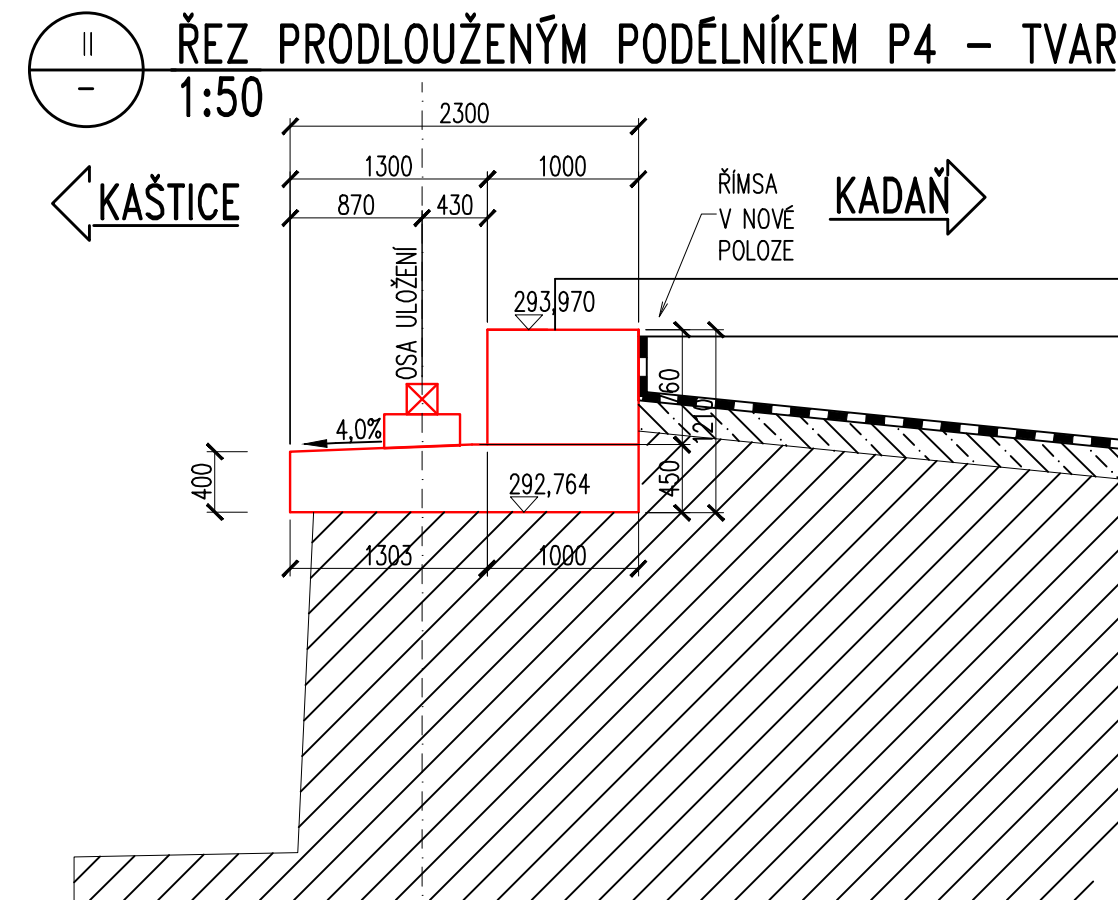 II
ŘEZ PRODLOUŽENÝM PODÉLNÍKEM P4 – TVAR
–
1:50
2300
1300
1000
KAŠTICE
870
430
ŘÍMSA
V NOVÉ
POLOZE
KADAŇ
OSA ULOŽENÍ
293,970
760
1210
4,0%
400
450
292,764
1303
1000